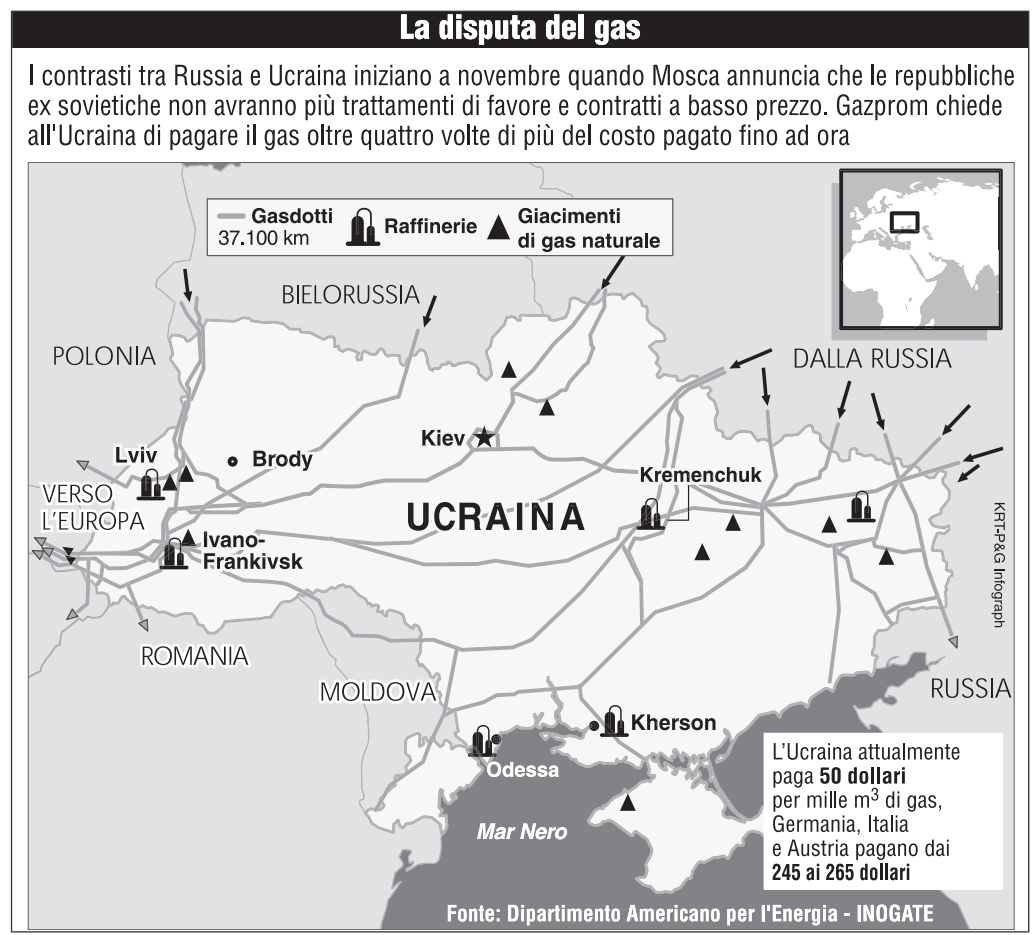 La disputa del gas
I contrasti tra Russia e Ucraina iniziano a novembre quando Mosca annuncia che le repubbliche
ex sovietiche non avranno più trattamenti di favore e contratti a basso prezzo. Gazprom chiede
all'Ucraina di pagare il gas oltre quattro volte di più del costo pagato fino ad ora
Gasdotti
37.100 km
Raffinerie
Giacimenti
di gas naturale
BIELORUSSIA
POLONIA
DALLA RUSSIA
Kiev
Lviv
Brody
Kremenchuk
VERSO
L'EUROPA
UCRAINA
Ivano-
Frankivsk
KRT-P&G Infograph
ROMANIA
MOLDOVA
RUSSIA
Kherson
Odessa
Mar Nero
L'Ucraina attualmente
paga 50 dollari
per mille m³ di gas,
Germania, Italia
e Austria pagano dai
245 ai 265 dollari
Fonte: Dipartimento Americano per l'Energia - INOGATE